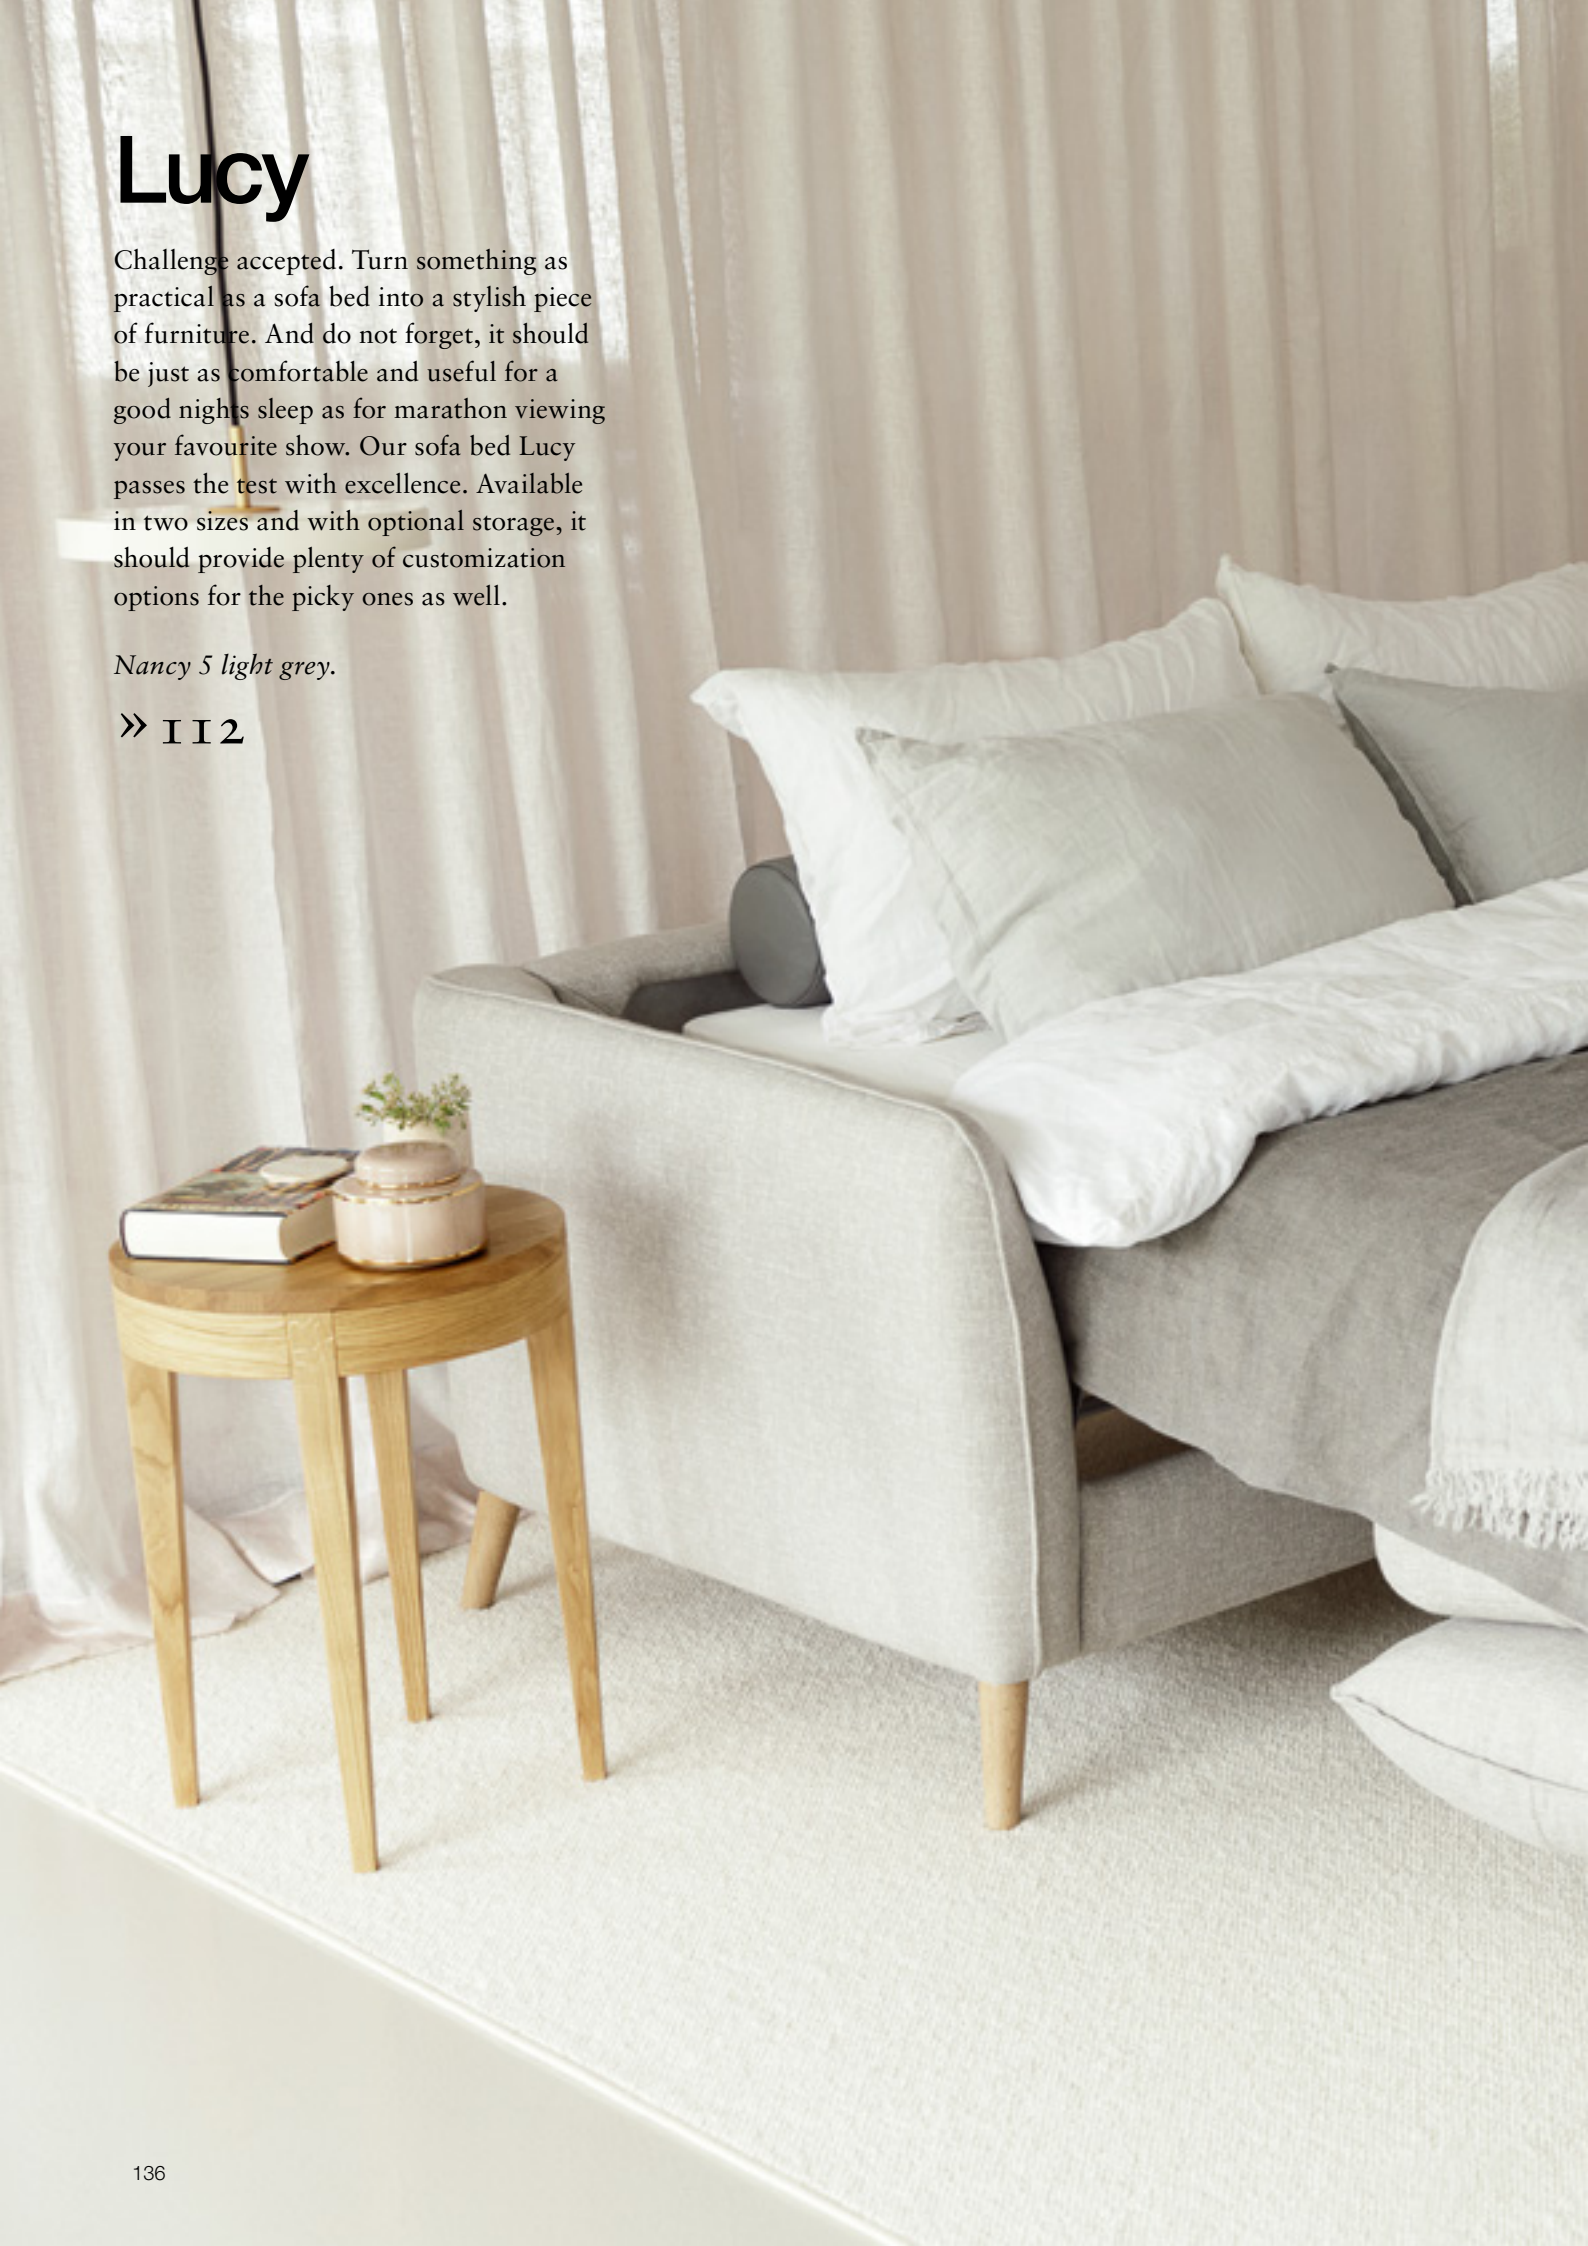 Lucy
Challenge accepted. Turn something as
practical as a sofa bed into a stylish piece
of furniture. And do not forget, it should
be just as comfortable and useful for a
good nights sleep as for marathon viewing
your favourite show. Our sofa bed Lucy
passes the test with excellence. Available
in two sizes and with optional storage, it
should provide plenty of customization
options for the picky ones as well.
Nancy 5 light grey.
» 112
136